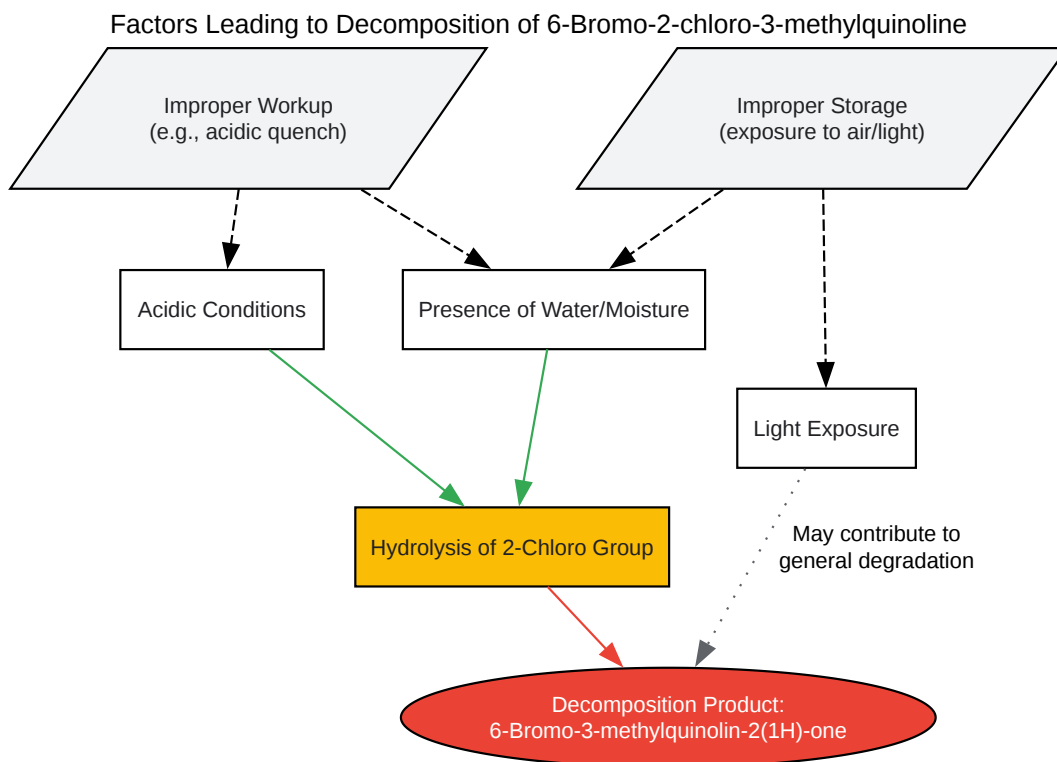 Factors Leading to Decomposition of 6-Bromo-2-chloro-3-methylquinoline
Improper Workup
(e.g., acidic quench)
Improper Storage
(exposure to air/light)
Acidic Conditions
Presence of Water/Moisture
Light Exposure
Hydrolysis of 2-Chloro Group
May contribute to
general degradation
Decomposition Product:
6-Bromo-3-methylquinolin-2(1H)-one